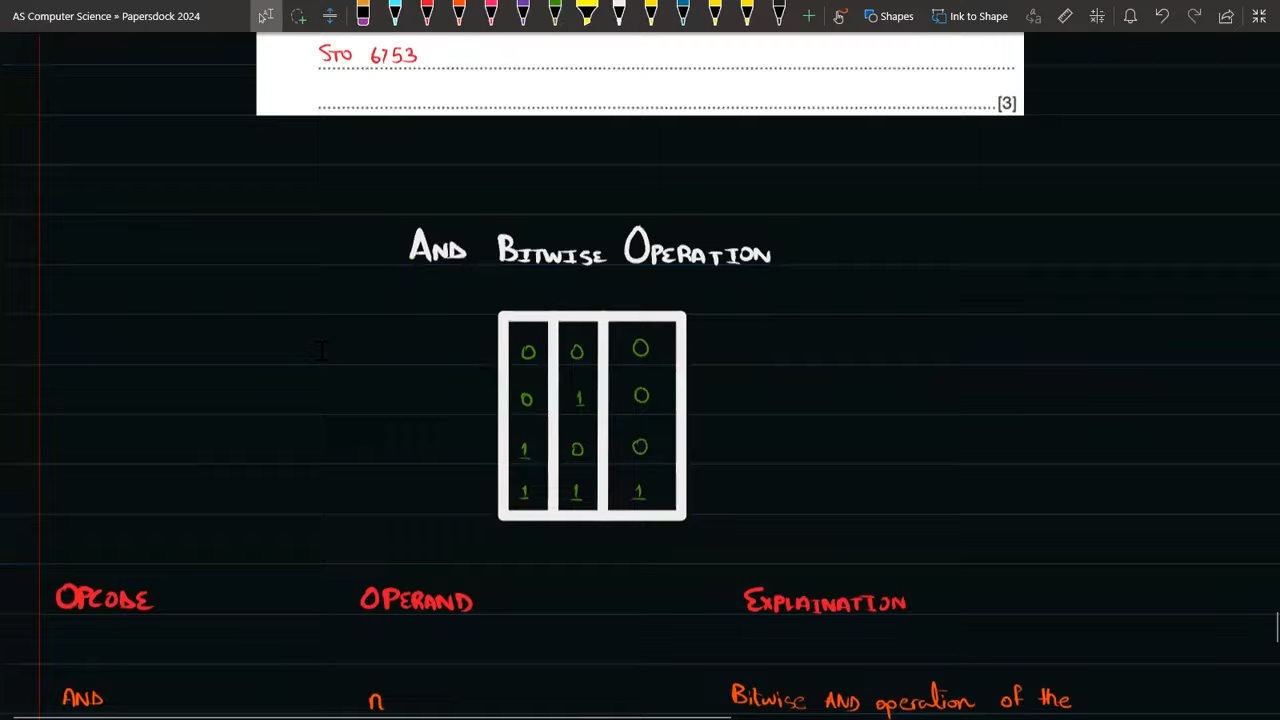 AS Computer Science » Papersdock 2024
Shapes
Ink to Shape
STO 6753
[3]
AND BITWISE OPERATION
0 0 0
0 1 0
1 0 0
1 1 1
OPCODE OPERAND EXPLAINATION
AND n Bitwise AND operation of the